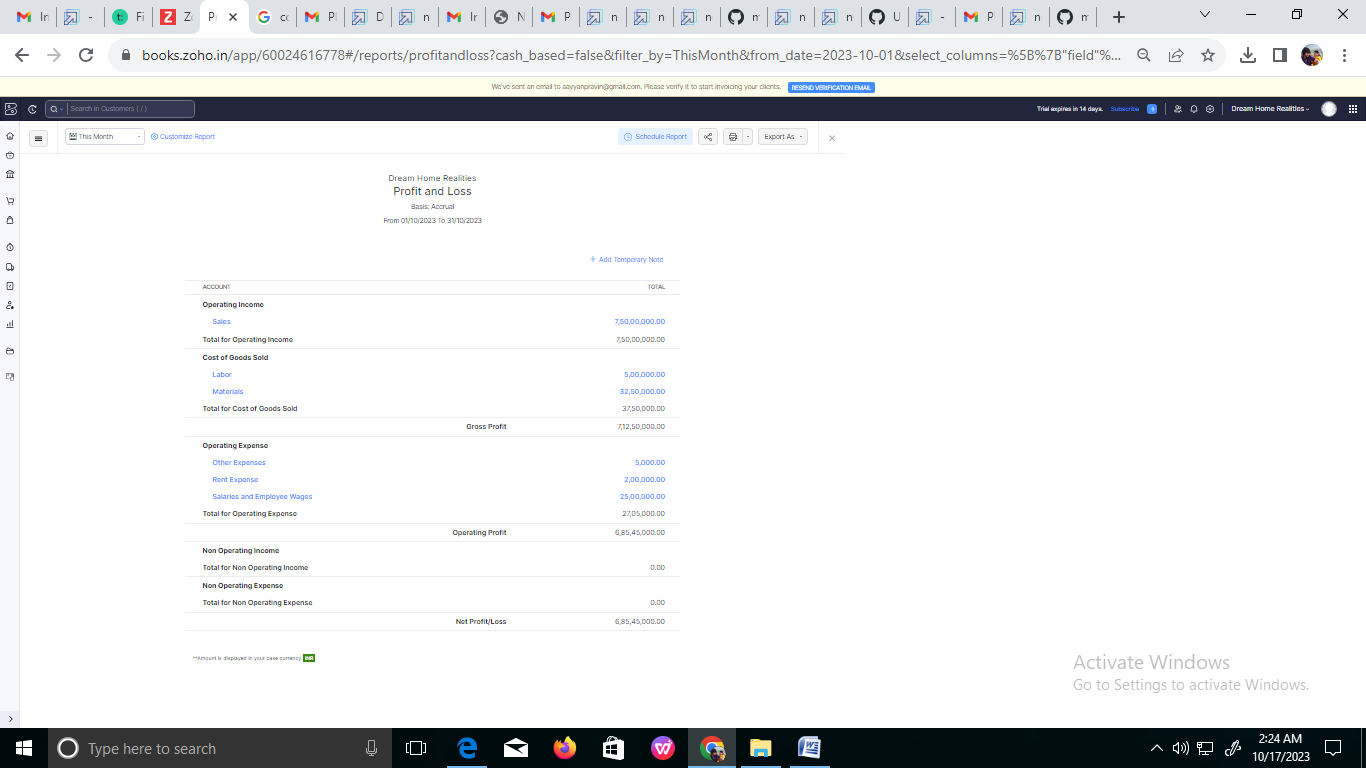 In
-
n
Fi
Z
P
c
M
P
D
n
In
N
P
n
n
n
m
n
n
U
-
P
n
m
books.zoho.in/app/60024616778#/reports/profitandloss?cash_based=false&filter_by=ThisMonth&from_date=2023-10-01&select_columns=%5B%7B"field"%...
We've sent an email to aayyanpravin@gmail.com. Please verify it to start invoicing your clients. RESEND VERIFICATION EMAIL
Search in Customers ( / ) Trial expires in 14 days. Subscribe Dream Home Realities
This Month Customize Report Schedule Report Export As
Dream Home Realities
Profit and Loss
Basis: Accrual
From 01/10/2023 To 31/10/2023
+ Add Temporary Note
ACCOUNT TOTAL
Operating Income
Sales 7,50,00,000.00
Total for Operating Income 7,50,00,000.00
Cost of Goods Sold
Labor 5,00,000.00
Materials 32,50,000.00
Total for Cost of Goods Sold 37,50,000.00
Gross Profit 7,12,50,000.00
Operating Expense
Other Expenses 5,000.00
Rent Expense 2,00,000.00
Salaries and Employee Wages 25,00,000.00
Total for Operating Expense 27,05,000.00
Operating Profit 6,85,45,000.00
Non Operating Income
Total for Non Operating Income 0.00
Non Operating Expense
Total for Non Operating Expense 0.00
Net Profit/Loss 6,85,45,000.00
**Amount is displayed in your base currency INR
Activate Windows
Go to Settings to activate Windows.
Type here to search
2:24 AM
10/17/2023